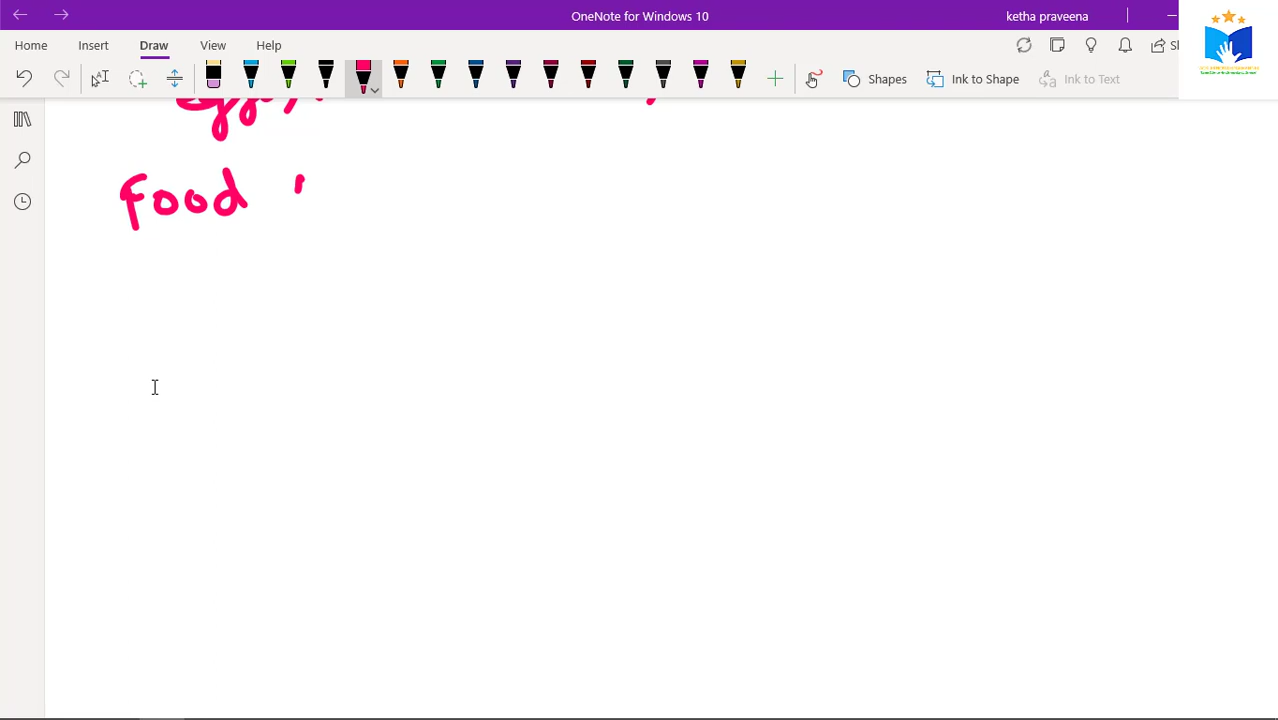 OneNote for Windows 10
ketha praveena
Home
Insert
Draw
View
Help
Shapes
Ink to Shape
Ink to Text
food